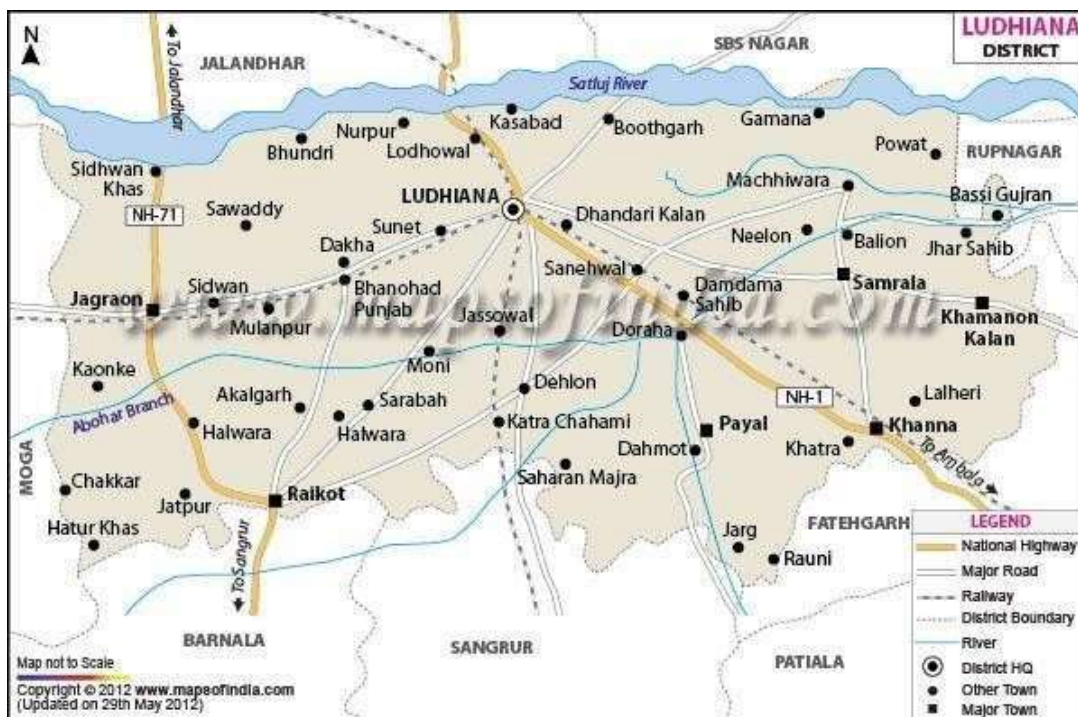 N
LUDHIANA
DISTRICT
To Jalandhar
JALANDHAR
SBS NAGAR
Satluj River
Kasabad
Boothgarh
Gamana
Nurpur
Lodhowal
Bhundri
Powat
RUPNAGAR
Sidhwan
Khas
Machhiwara
Bassi Gujran
NH-71
Sawaddy
LUDHIANA
Dhandari Kalan
Sunet
Neelon
Balion
Jhar Sahib
Dakha
Sanehwal
Samrala
Sidwan
Bhanohad
Punjab
Damdama
Sahib
Jagraon
www.mapsofindia.com
Mulanpur
Jassowal
Doraha
Khamanon
Kalan
Moni
Kaonke
Dehlon
NH-1
Akalgarh
Sarabah
Lalheri
Abohar Branch
Halwara
Halwara
Katra Chahami
Payal
Khanna
MOGA
Dahmot
Khatra
To Ambola
Saharan Majra
Chakkar
Jatpur
Raikot
Hatur Khas
FATEHGARH
Jarg
Rauni
To Sangrur
BARNALA
SANGRUR
PATIALA
LEGEND
National Highway
Major Road
Railway
District Boundary
River
District HQ
Other Town
Major Town
Map not to Scale
Copyright © 2012 www.mapsofindia.com
(Updated on 29th May 2012)